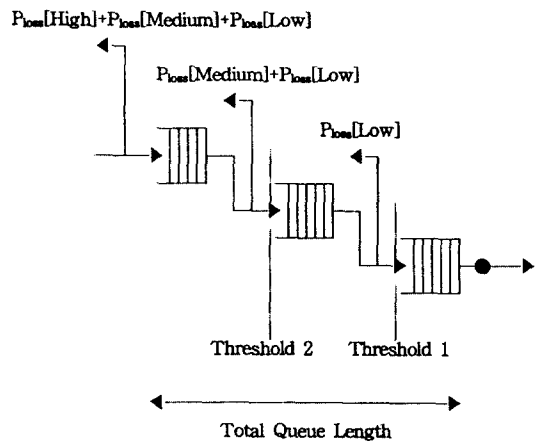 Ploss[High]+Ploss[Medium]+Ploss[Low]
Ploss[Medium]+Ploss[Low]
Ploss[Low]
Threshold 2
Threshold 1
Total Queue Length